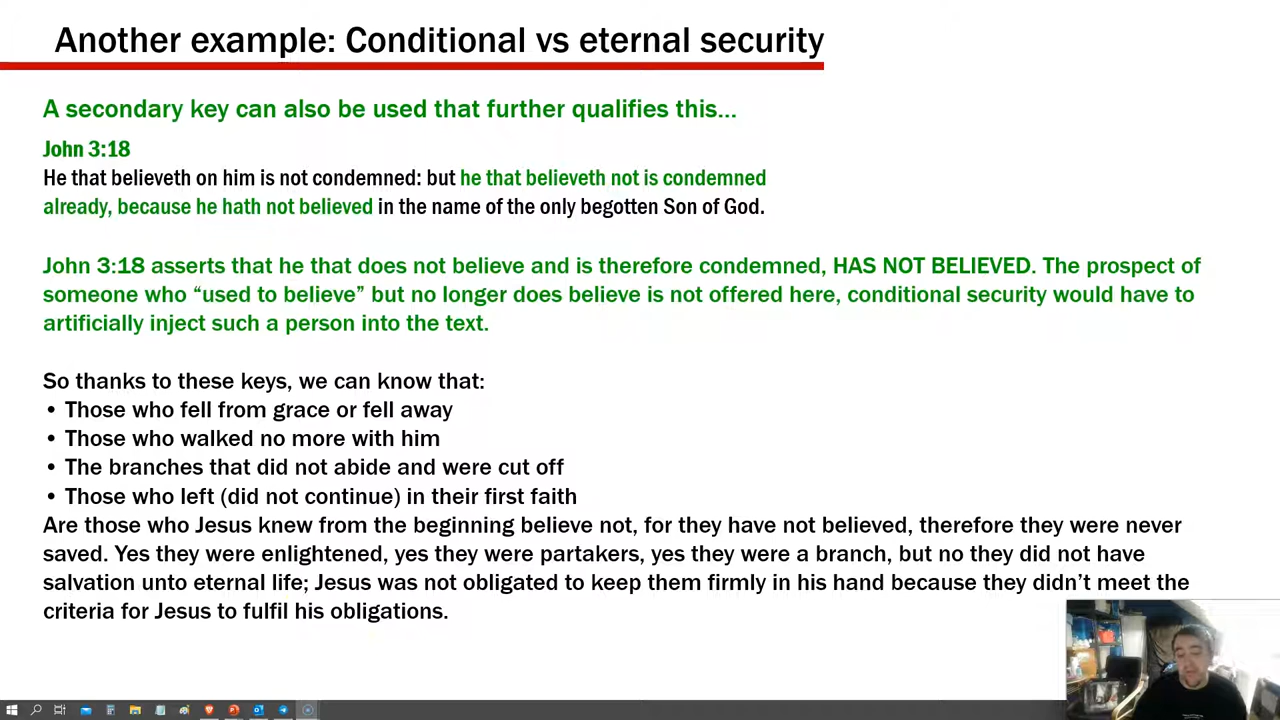 Another example: Conditional vs eternal security
A secondary key can also be used that further qualifies this...
John 3:18
He that believeth on him is not condemned: but he that believeth not is condemned
already, because he hath not believed in the name of the only begotten Son of God.
John 3:18 asserts that he that does not believe and is therefore condemned, HAS NOT BELIEVED. The prospect of
someone who “used to believe” but no longer does believe is not offered here, conditional security would have to
artificially inject such a person into the text.
So thanks to these keys, we can know that:
• Those who fell from grace or fell away
• Those who walked no more with him
• The branches that did not abide and were cut off
• Those who left (did not continue) in their first faith
Are those who Jesus knew from the beginning believe not, for they have not believed, therefore they were never
saved. Yes they were enlightened, yes they were partakers, yes they were a branch, but no they did not have
salvation unto eternal life; Jesus was not obligated to keep them firmly in his hand because they didn’t meet the
criteria for Jesus to fulfil his obligations.